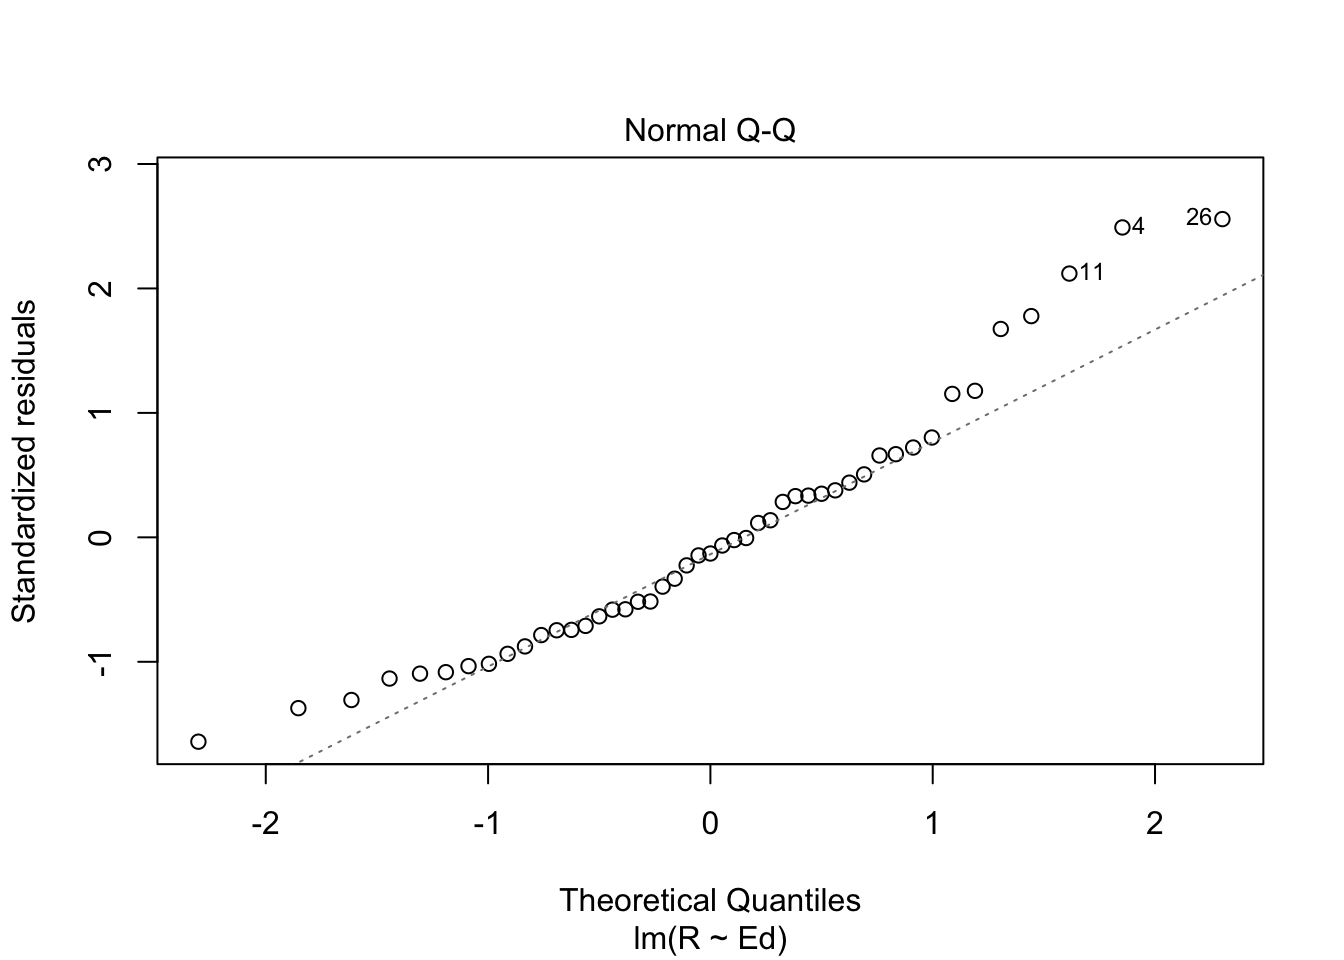 Normal Q-Q
Standardized residuals
3
2
1
0
-1
4
26
11
-2 -1 0 1 2
Theoretical Quantiles
lm(R ~ Ed)